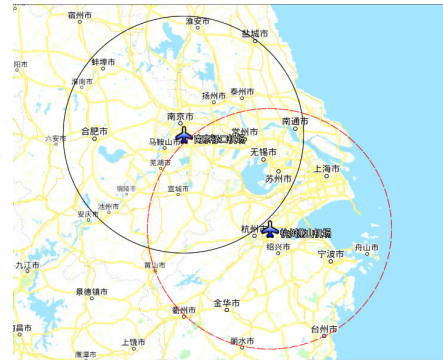 宿州市
淮安市
盐城市
阳市
蚌埠市
淮南市
扬州市
泰州市
南京市
南通市
六安市
合肥市
马鞍山市
南京禄口机场
常州市
无锡市
芜湖市
苏州市
上海市
铜陵市
宣城市
池州市
安庆市
杭州市
杭州萧山机场
绍兴市
宁波市
舟山市
九江市
黄山市
景德镇市
金华市
衢州市
南昌市
台州市
上饶市
丽水市
鹰潭市